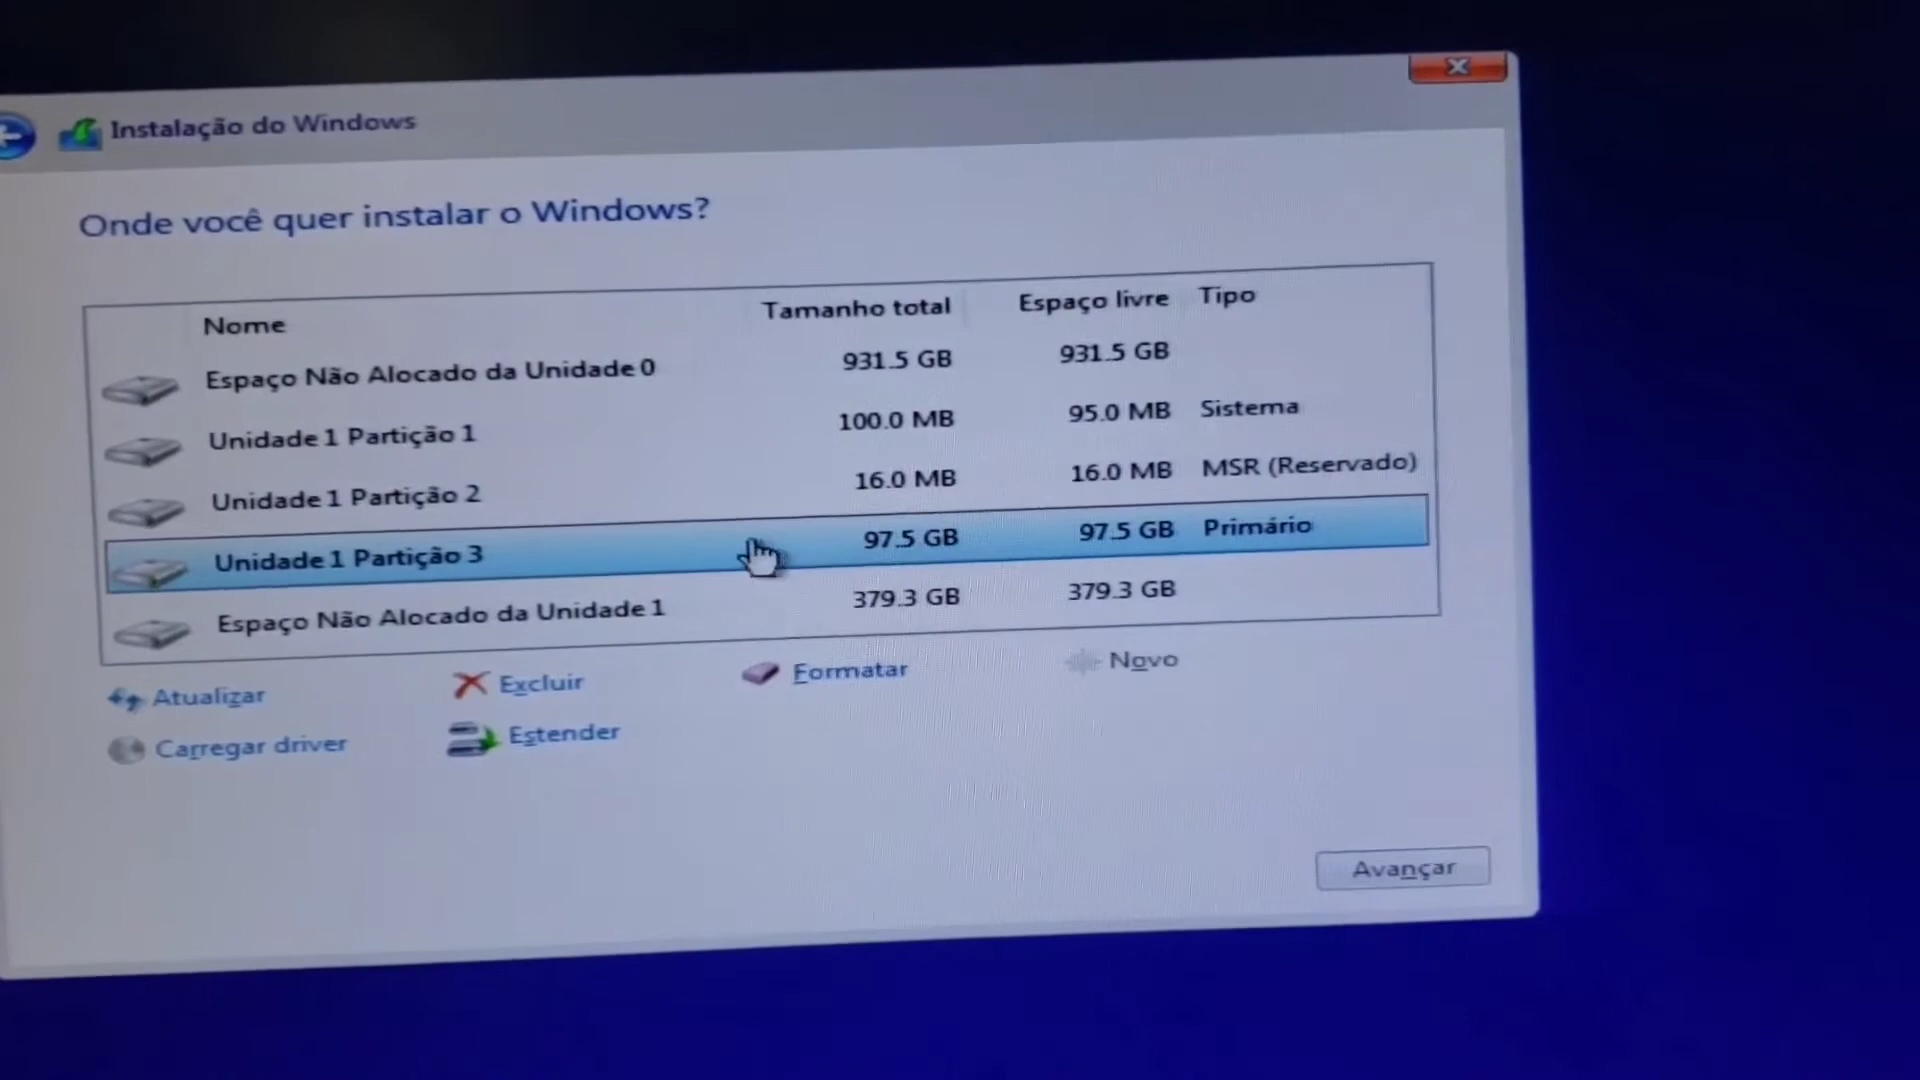 Instalação do Windows
Onde você quer instalar o Windows?
Nome Tamanho total Espaço livre Tipo
Espaço Não Alocado da Unidade 0 931.5 GB 931.5 GB
Unidade 1 Partição 1 100.0 MB 95.0 MB Sistema
Unidade 1 Partição 2 16.0 MB 16.0 MB MSR (Reservado)
Unidade 1 Partição 3 97.5 GB 97.5 GB Primário
Espaço Não Alocado da Unidade 1 379.3 GB 379.3 GB
Atualizar Excluir Formatar Novo
Carregar driver Estender
Avançar